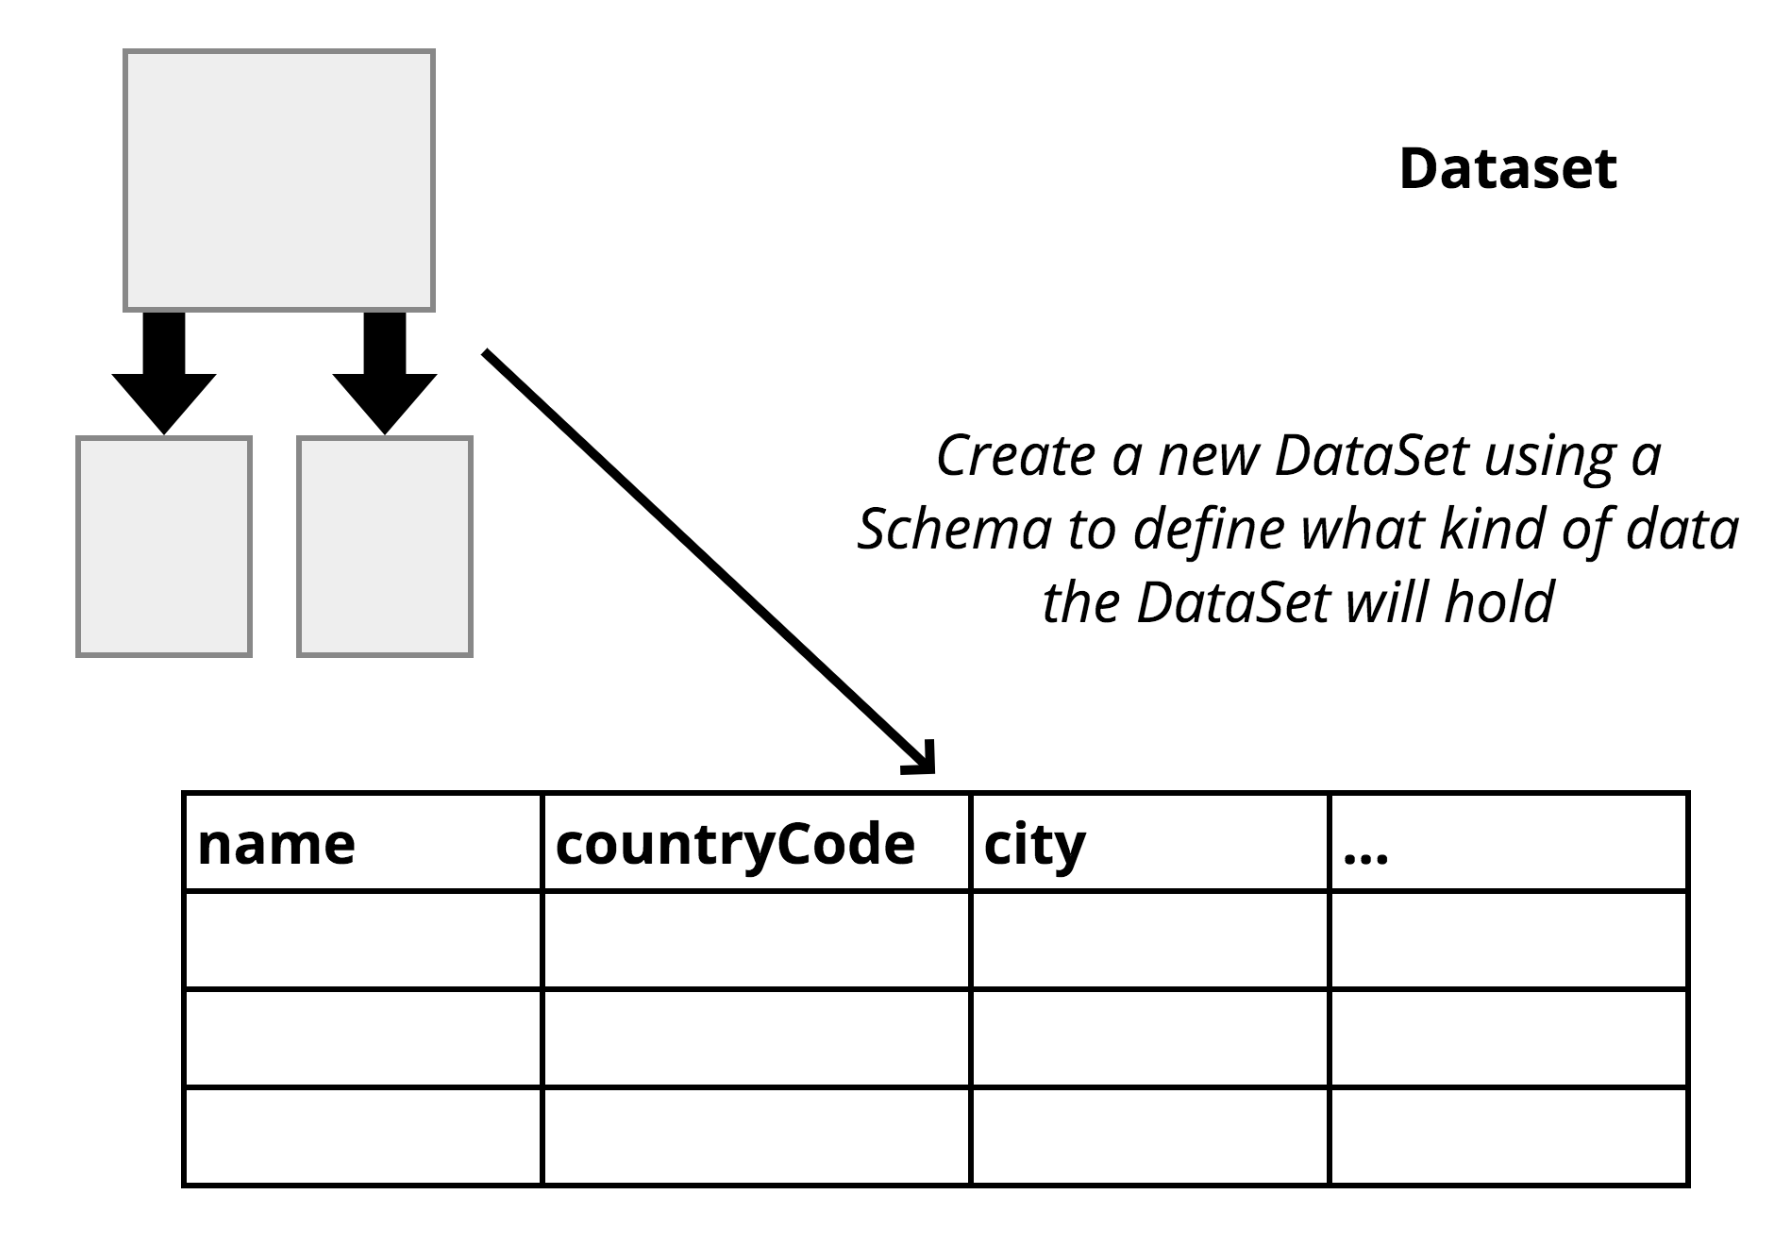 Dataset
Create a new DataSet using a
Schema to define what kind of data
the DataSet will hold
name countryCode city ...